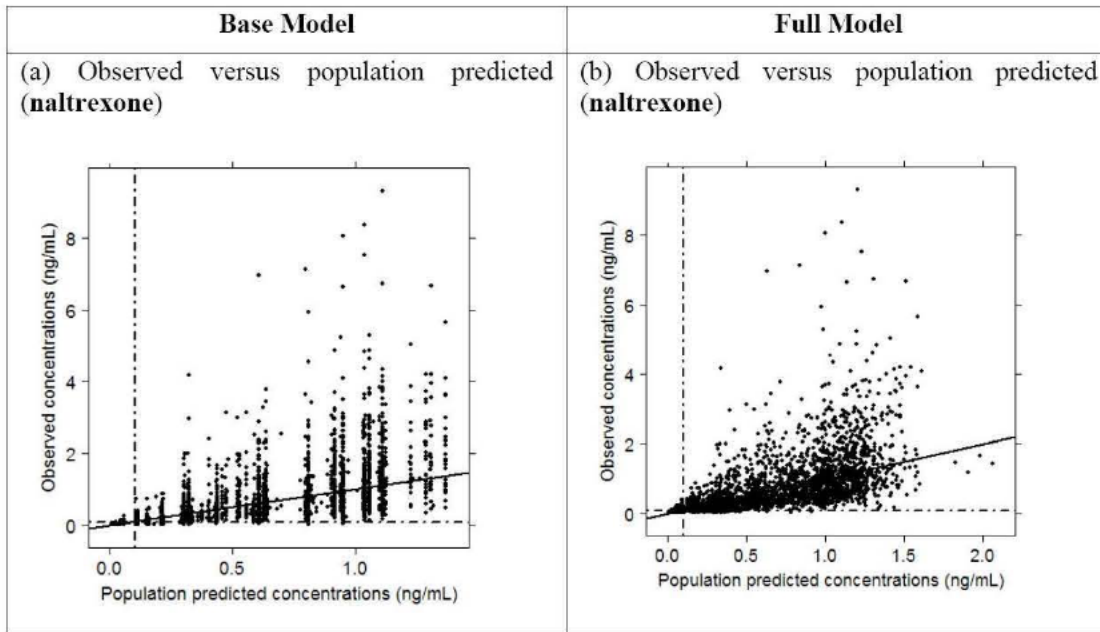 Base Model
Full Model
(a) Observed versus population predicted
(naltrexone)
(b) Observed versus population predicted
(naltrexone)
Observed concentrations (ng/mL)
8
6
4
2
0
0.0 0.5 1.0
Population predicted concentrations (ng/mL)
Observed concentrations (ng/mL)
8
6
4
2
0
0.0 0.5 1.0 1.5 2.0
Population predicted concentrations (ng/mL)